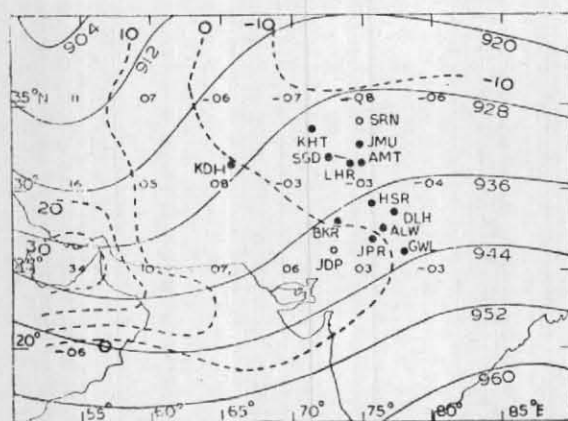 904 10 0 -10 920
912
-10
35°N 11 07 -06 -07 -08 -06 928
SRN
KHT JMU
SGD AMT
KDH LHR
30° 16 05 08 -03 -03 -04 936
20 HSR
DLH
BKR ALW
30 JPR GWL 944
34 10 07 06 JDP 03 -03
952
20° -06 0
960
55° 60° 65° 70° 75° 80° 85°E